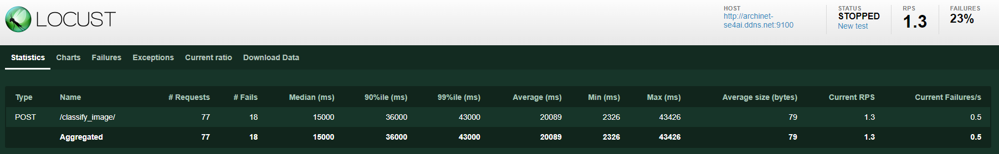 LOCUST
HOST
http://archinet-
se4ai.ddns.net:9100
STATUS
STOPPED
New test
RPS
1.3
FAILURES
23%
Statistics Charts Failures Exceptions Current ratio Download Data
Type Name # Requests # Fails Median (ms) 90%ile (ms) 99%ile (ms) Average (ms) Min (ms) Max (ms) Average size (bytes) Current RPS Current Failures/s
POST /classify_image/ 77 18 15000 36000 43000 20089 2326 43426 79 1.3 0.5
Aggregated 77 18 15000 36000 43000 20089 2326 43426 79 1.3 0.5